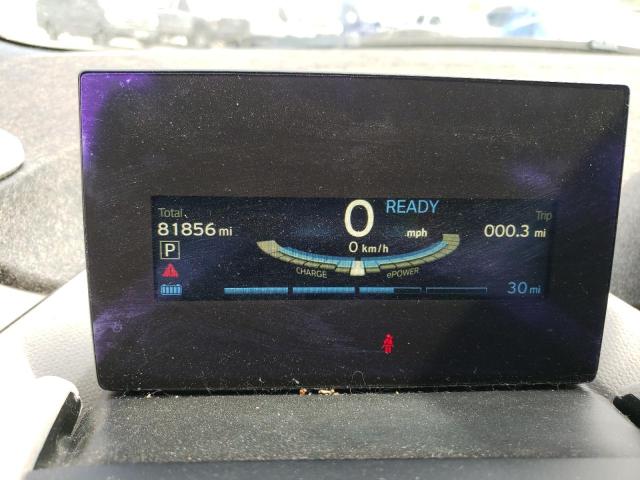 READY
Total
0
Trip
81856 mi
mph
000.3 mi
P
0 km/h
CHARGE
ePOWER
30 mi